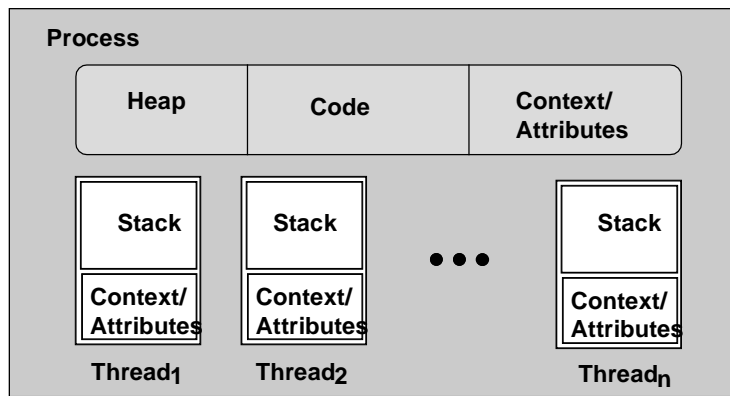 Process
Heap
Code
Context/
Attributes
Stack
Context/
Attributes
Thread1
Stack
Context/
Attributes
Thread2
Stack
Context/
Attributes
Threadn